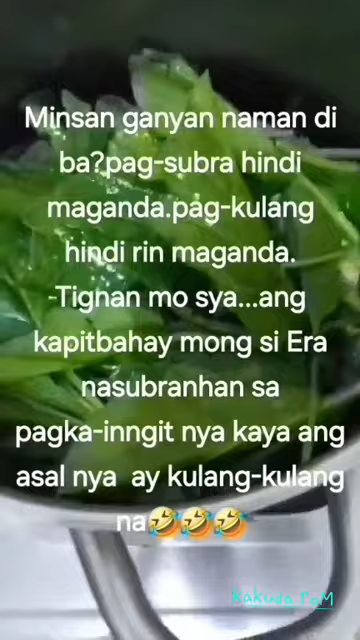 Minsan ganyan naman di
ba?pag-subra hindi
maganda.pag-kulang
hindi rin maganda.
Tignan mo sya...ang
kapitbahay mong si Era
nasubranhan sa
pagka-inngit nya kaya ang
asal nya ay kulang-kulang
na🤣🤣🤣
Kakuda PoM